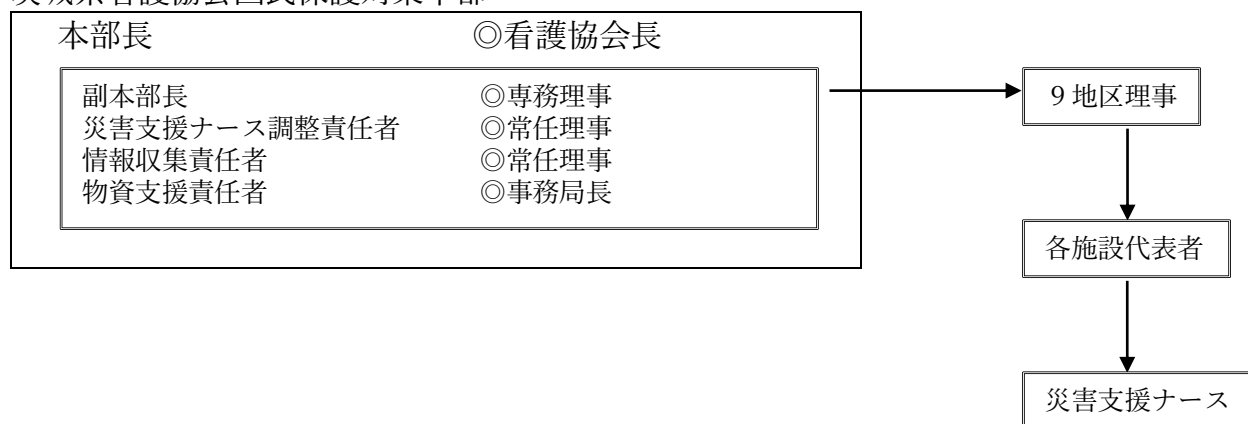 本部長 ◎看護協会長
副本部長 ◎専務理事
災害支援ナース調整責任者 ◎常任理事
情報収集責任者 ◎常任理事
物資支援責任者 ◎事務局長
9地区理事
各施設代表者
災害支援ナース